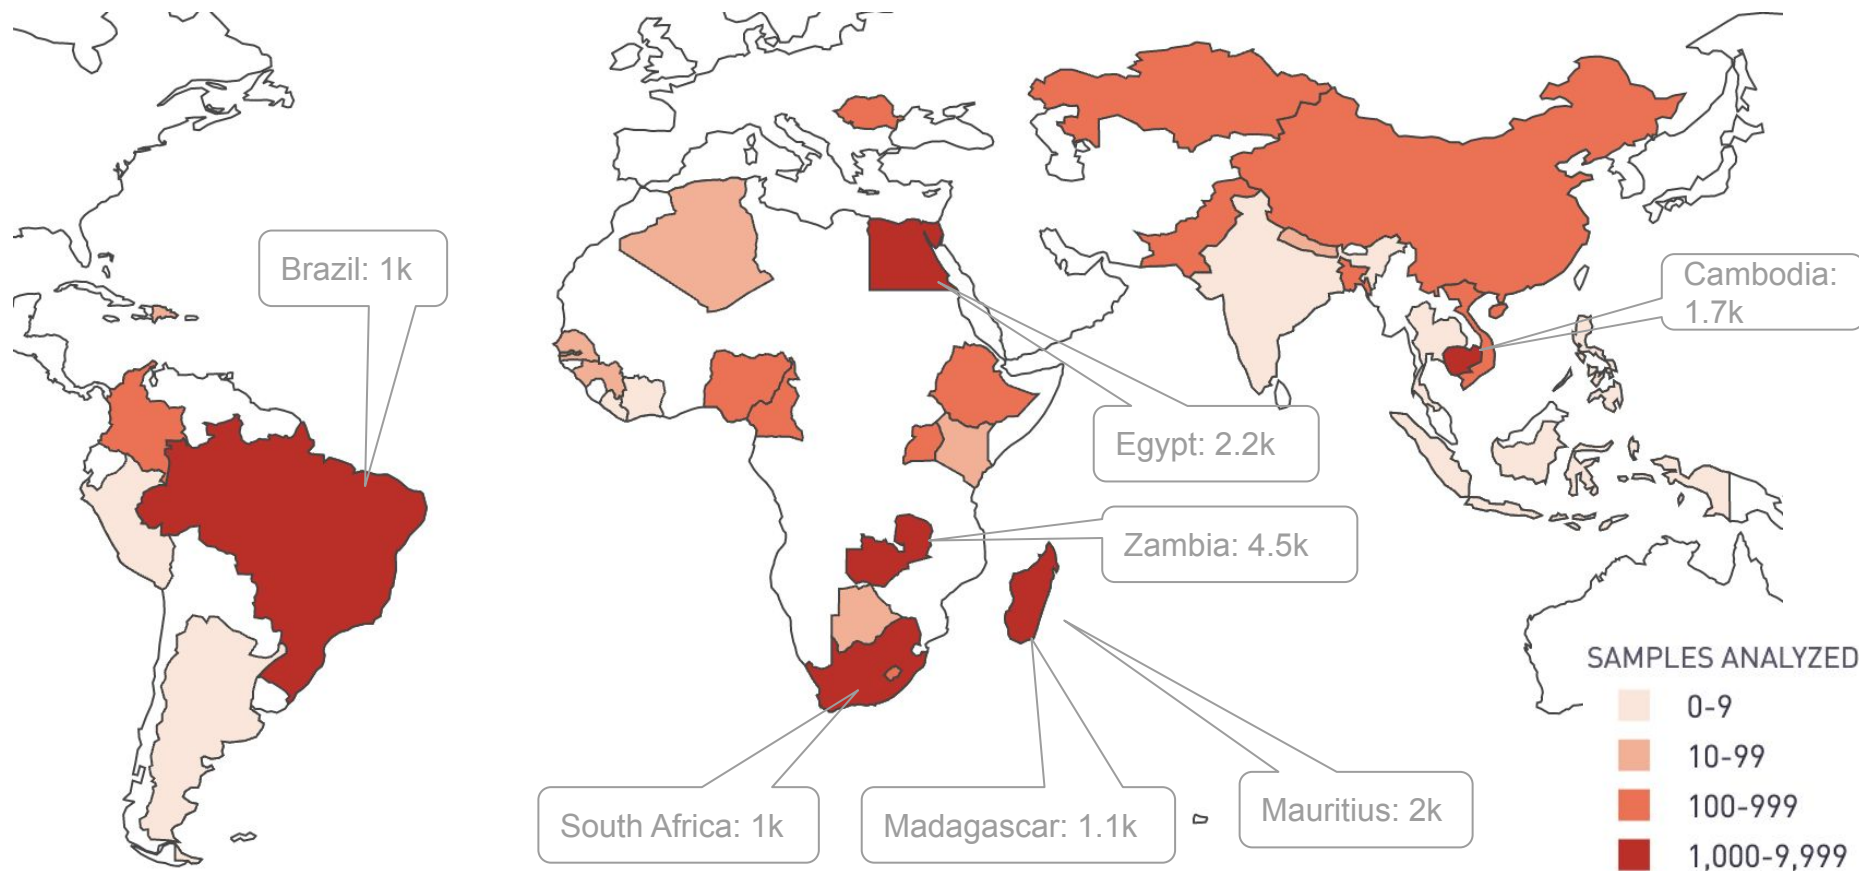 Brazil: 1k
Cambodia:
1.7k
Egypt: 2.2k
Zambia: 4.5k
South Africa: 1k
Madagascar: 1.1k
Mauritius: 2k
SAMPLES ANALYZED
0-9
10-99
100-999
1,000-9,999